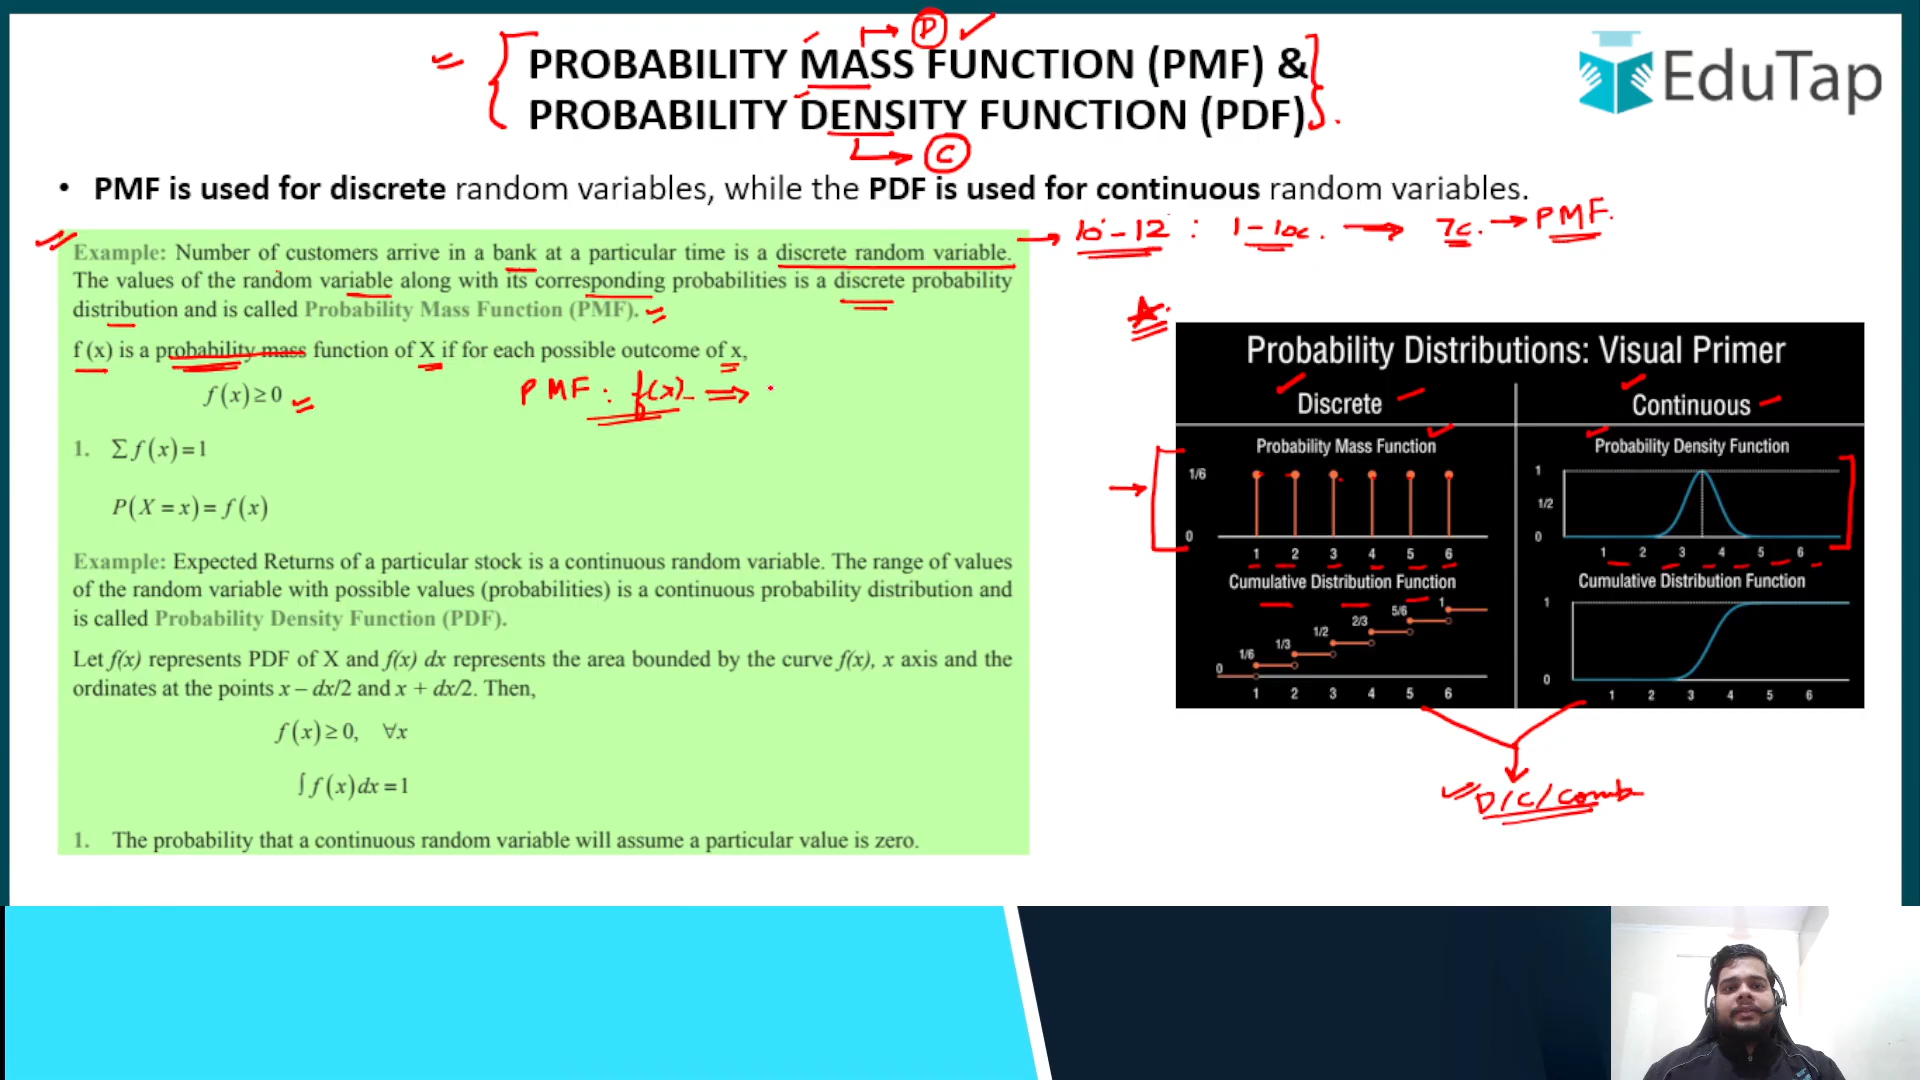 PROBABILITY MASS FUNCTION (PMF) &
PROBABILITY DENSITY FUNCTION (PDF)
EduTap
D
C
• PMF is used for discrete random variables, while the PDF is used for continuous random variables.
Example: Number of customers arrive in a bank at a particular time is a discrete random variable.
The values of the random variable along with its corresponding probabilities is a discrete probability
distribution and is called Probability Mass Function (PMF).
f (x) is a probability mass function of X if for each possible outcome of x,
f(x)≥0
PMF: f(x)
1. Σf(x)=1
P(X=x)=f(x)
Example: Expected Returns of a particular stock is a continuous random variable. The range of values
of the random variable with possible values (probabilities) is a continuous probability distribution and
is called Probability Density Function (PDF).
Let f(x) represents PDF of X and f(x) dx represents the area bounded by the curve f(x), x axis and the
ordinates at the points x – dx/2 and x + dx/2. Then,
f(x)≥0, ∀x
∫f(x)dx=1
1. The probability that a continuous random variable will assume a particular value is zero.
10-12 : 1-10c. → 7c. → PMF.
Probability Distributions: Visual Primer
Discrete
Continuous
Probability Mass Function
1/6
0
1 2 3 4 5 6
Cumulative Distribution Function
0 1/6 1/3 1/2 2/3 5/6 1
1 2 3 4 5 6
Probability Density Function
1
1/2
0
1 2 3 4 5 6
Cumulative Distribution Function
1
0
1 2 3 4 5 6
D/C/Comb